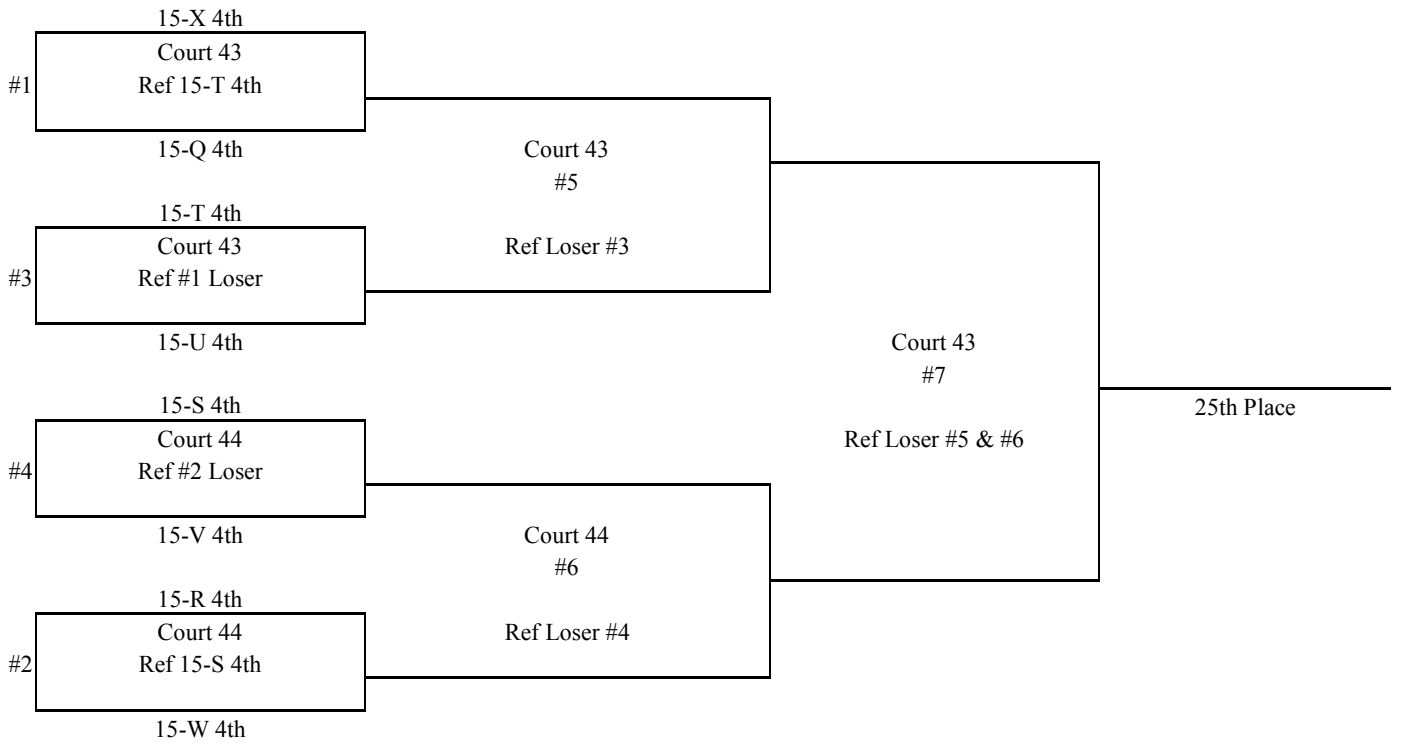 15-X 4th
Court 43
#1
Ref 15-T 4th
15-Q 4th
15-T 4th
Court 43
#3
Ref #1 Loser
15-U 4th
15-S 4th
Court 44
#4
Ref #2 Loser
15-V 4th
15-R 4th
Court 44
#2
Ref 15-S 4th
15-W 4th
Court 43
#5
Ref Loser #3
Court 44
#6
Ref Loser #4
Court 43
#7
Ref Loser #5 & #6
25th Place